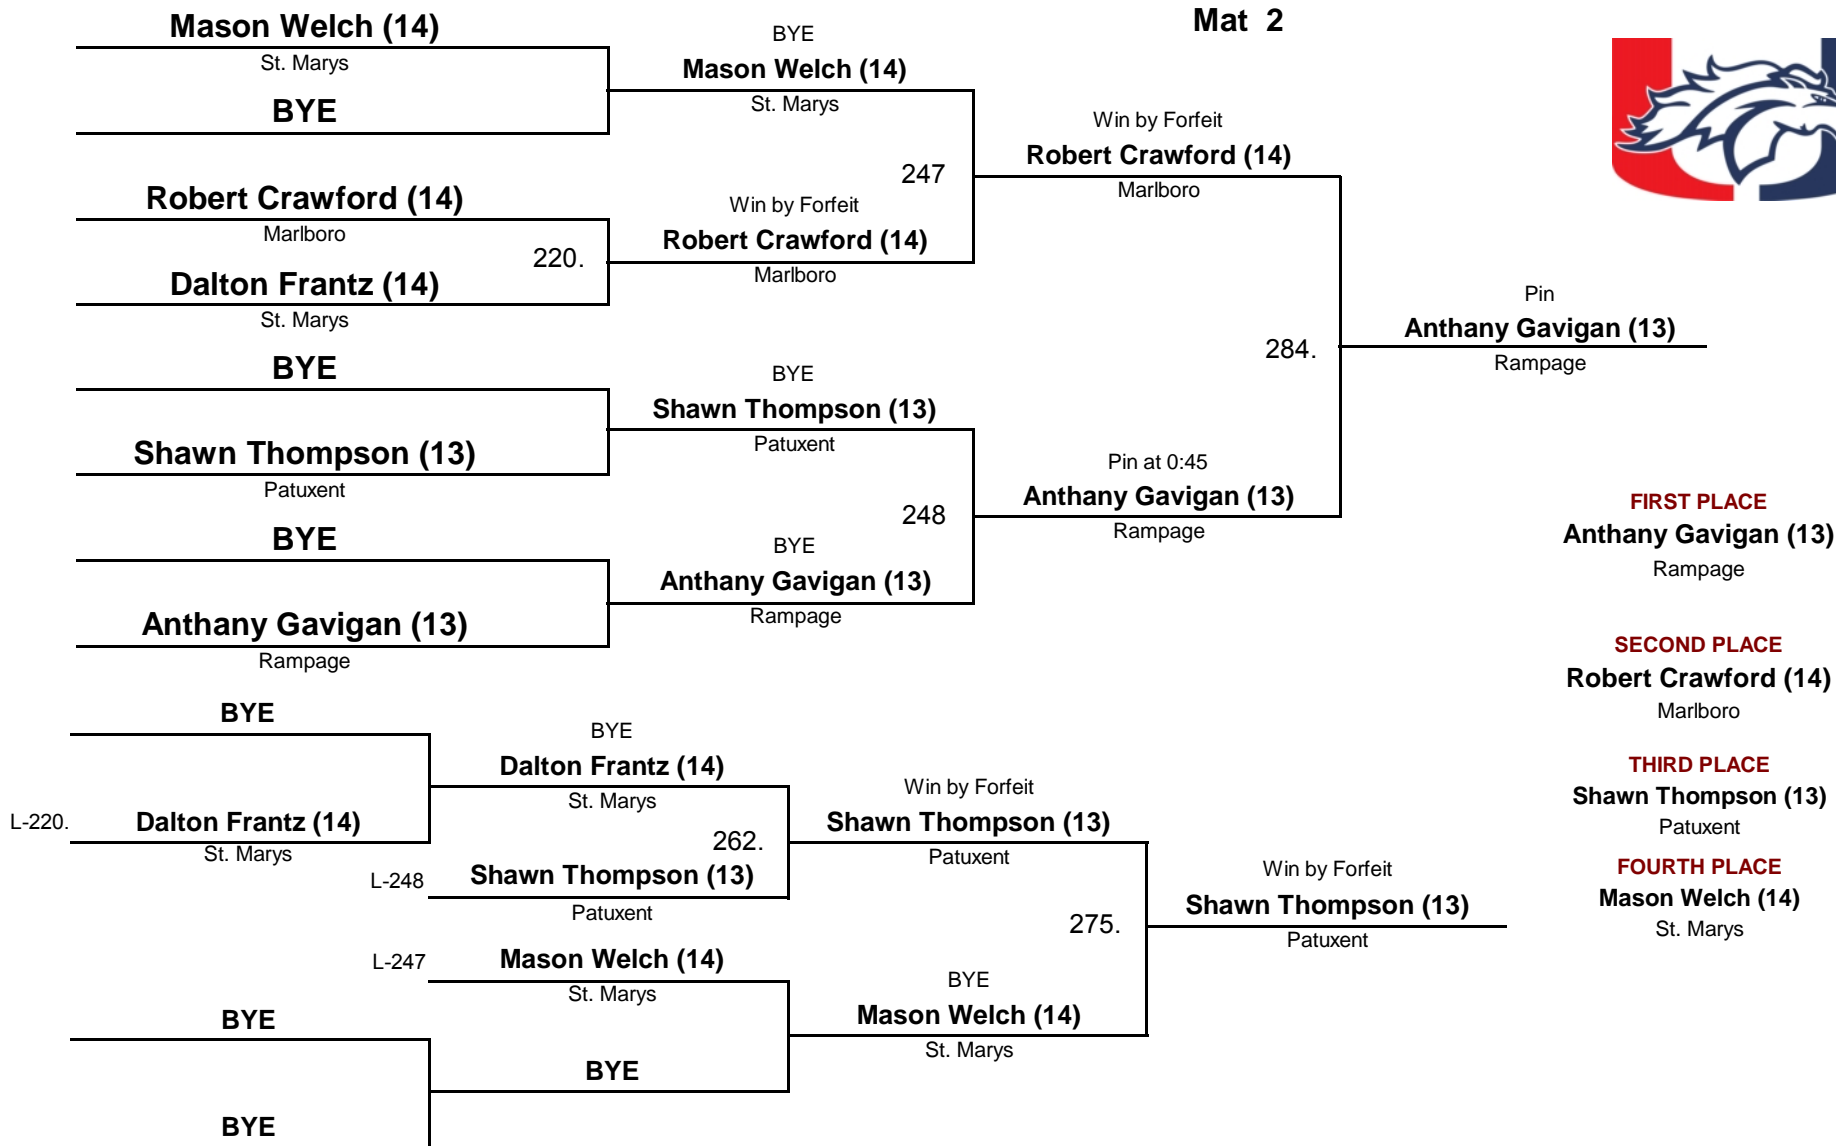 Mat 2
Mason Welch (14)
St. Marys
BYE
Robert Crawford (14)
Marlboro
220.
Dalton Frantz (14)
St. Marys
BYE
Shawn Thompson (13)
Patuxent
BYE
Anthany Gavigan (13)
Rampage
BYE
Mason Welch (14)
St. Marys
247
Win by Forfeit
Robert Crawford (14)
Marlboro
BYE
Shawn Thompson (13)
Patuxent
248
BYE
Anthany Gavigan (13)
Rampage
Win by Forfeit
Robert Crawford (14)
Marlboro
284.
Pin at 0:45
Anthany Gavigan (13)
Rampage
Pin
Anthany Gavigan (13)
Rampage
FIRST PLACE
Anthany Gavigan (13)
Rampage
SECOND PLACE
Robert Crawford (14)
Marlboro
THIRD PLACE
Shawn Thompson (13)
Patuxent
FOURTH PLACE
Mason Welch (14)
St. Marys
BYE
L-220.
Dalton Frantz (14)
St. Marys
BYE
BYE
BYE
Dalton Frantz (14)
St. Marys
262.
L-248
Shawn Thompson (13)
Patuxent
L-247
Mason Welch (14)
St. Marys
BYE
Win by Forfeit
Shawn Thompson (13)
Patuxent
275.
BYE
Mason Welch (14)
St. Marys
Win by Forfeit
Shawn Thompson (13)
Patuxent